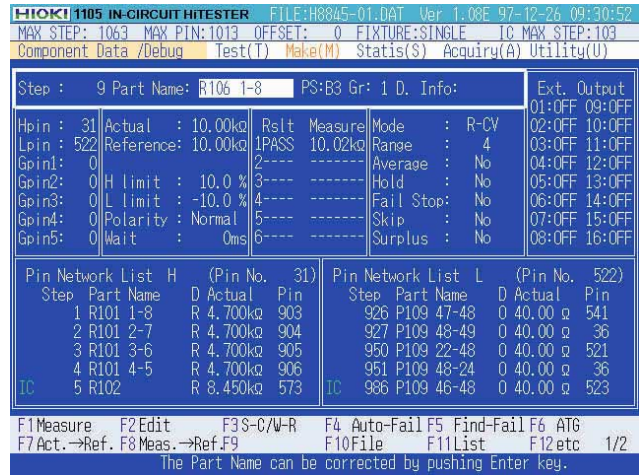 HIOKI 1105 IN-CIRCUIT HiTESTER FILE:H8845-01.DAT Ver 1.08E 97-12-26 09:30:52
MAX STEP: 1063 MAX PIN:1013 OFFSET: 0 FIXTURE:SINGLE IC MAX STEP:103
Component Data /Debug Test(T) Make(M) Statis(S) Acquiry(A) Utility(U)
Step : 9 Part Name: R106 1-8 PS:B3 Gr: 1 D. Info: Ext. Output
01:OFF 09:OFF
Hpin : 31 Actual : 10.00kΩ Rslt Measure Mode : R-CV 02:OFF 10:OFF
Lpin : 522 Reference: 10.00kΩ 1PASS 10.02kΩ Range : 4 03:OFF 11:OFF
Gpin1: 0 2---- ------- Average : No 04:OFF 12:OFF
Gpin2: 0 H limit : 10.0 % 3---- ------- Hold : No 05:OFF 13:OFF
Gpin3: 0 L limit : -10.0 % 4---- ------- Fail Stop: No 06:OFF 14:OFF
Gpin4: 0 Polarity : Normal 5---- ------- Skip : No 07:OFF 15:OFF
Gpin5: 0 Wait : 0ms 6---- ------- Surplus : No 08:OFF 16:OFF
Pin Network List H (Pin No. 31) Pin Network List L (Pin No. 522)
Step Part Name D Actual Pin Step Part Name D Actual Pin
1 R101 1-8 R 4.700kΩ 903 926 P109 47-48 0 40.00 Ω 541
2 R101 2-7 R 4.700kΩ 904 927 P109 48-49 0 40.00 Ω 36
3 R101 3-6 R 4.700kΩ 905 950 P109 22-48 0 40.00 Ω 521
4 R101 4-5 R 4.700kΩ 906 951 P109 48-24 0 40.00 Ω 36
IC 5 R102 R 8.450kΩ 573 IC 986 P109 46-48 0 40.00 Ω 523
F1Measure F2Edit F3S-C/W-R F4 Auto-Fail F5 Find-Fail F6 ATG
F7Act.→Ref. F8Meas.→Ref.F9 F10File F11List F12etc 1/2
The Part Name can be corrected by pushing Enter key.